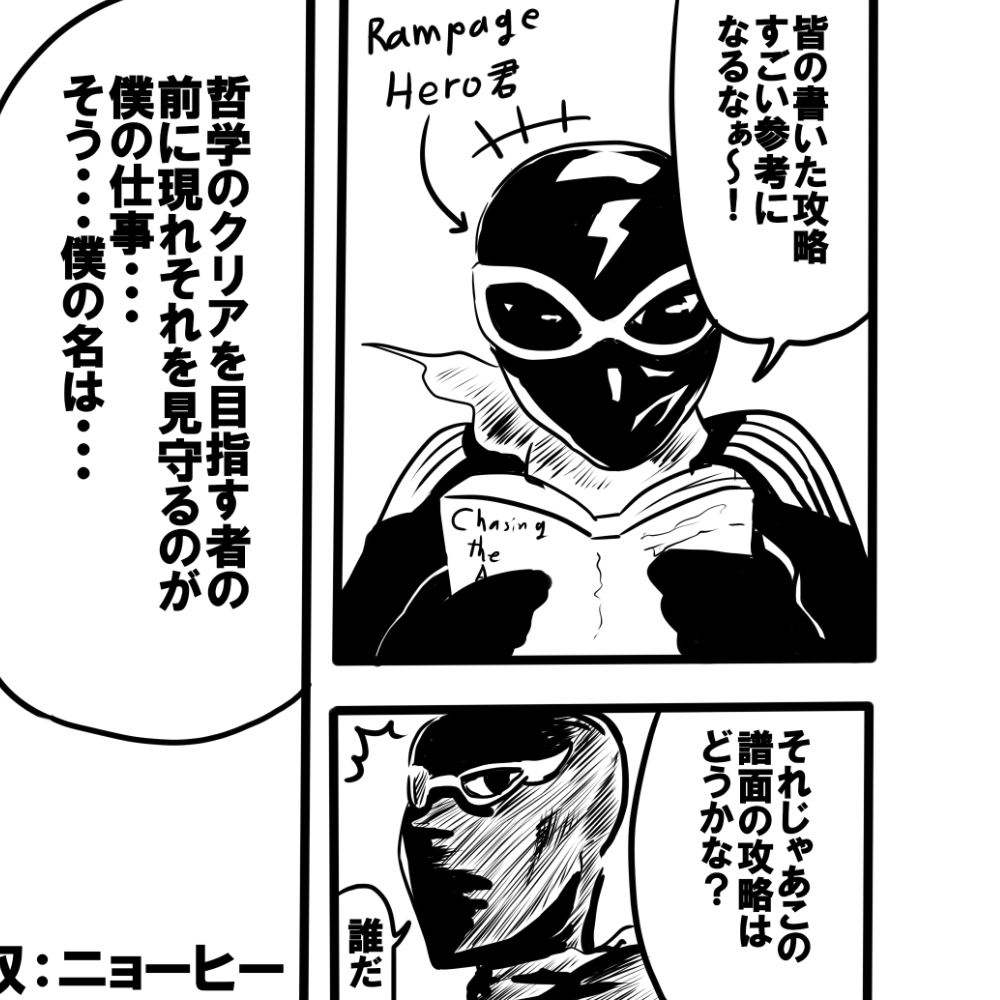 皆の書いた攻略
すごい参考に
なるなぁ〜!
Rampage
Hero君
Chasing
the
A
それじゃあこの
譜面の攻略は
どうかな?
誰だ
哲学のクリアを目指す者の
前に現れそれを見守るのが
僕の仕事・・・
そう・・・僕の名は・・・
:ニョーヒー